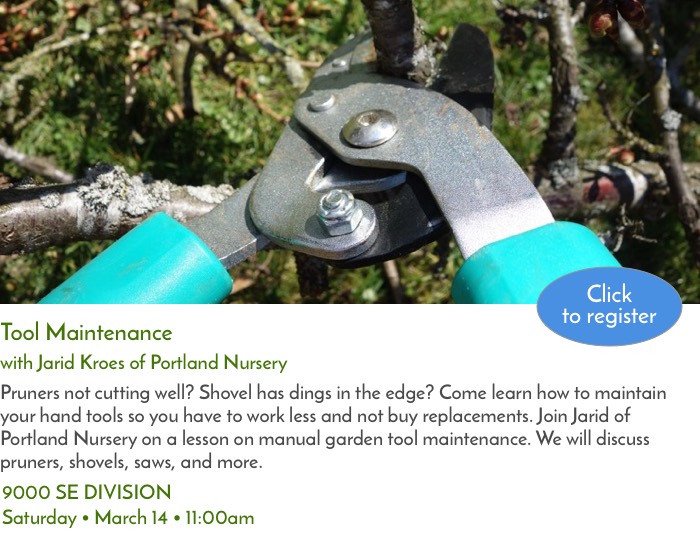 Click
to register
Tool Maintenance
with Jarid Kroes of Portland Nursery
Pruners not cutting well? Shovel has dings in the edge? Come learn how to maintain
your hand tools so you have to work less and not buy replacements. Join Jarid of
Portland Nursery on a lesson on manual garden tool maintenance. We will discuss
pruners, shovels, saws, and more.
9000 SE DIVISION
Saturday • March 14 • 11:00am